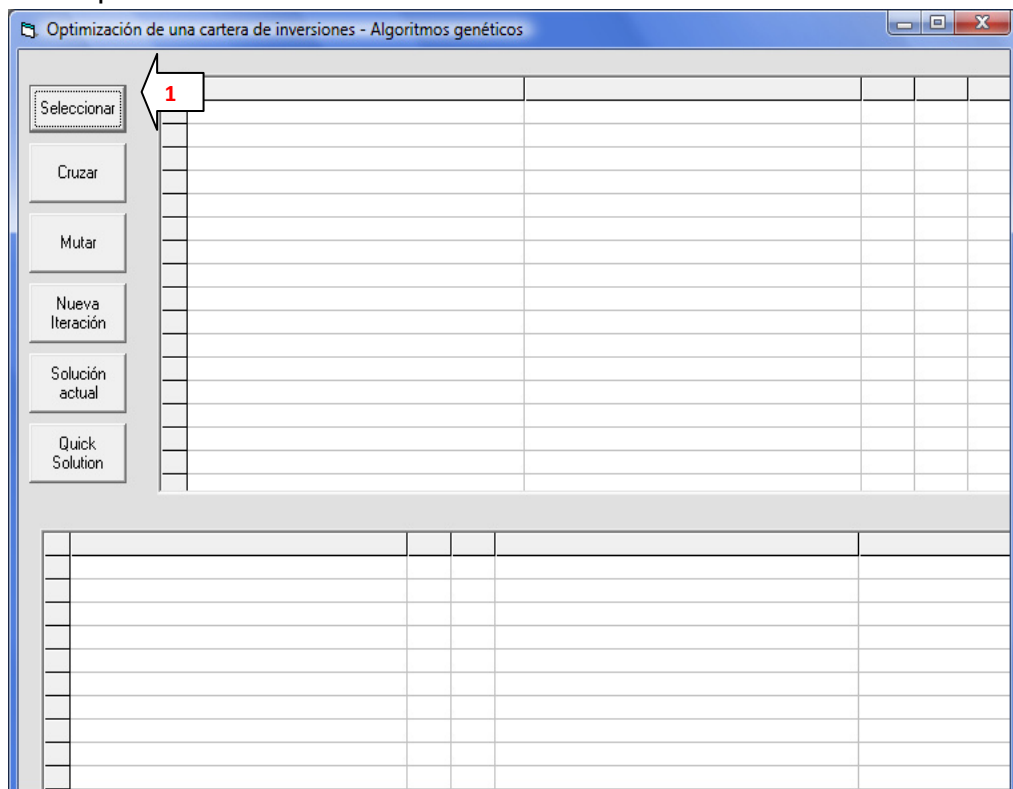 Optimización de una cartera de inversiones - Algoritmos genéticos
1
Seleccionar
Cruzar
Mutar
Nueva
Iteración
Solución
actual
Quick
Solution